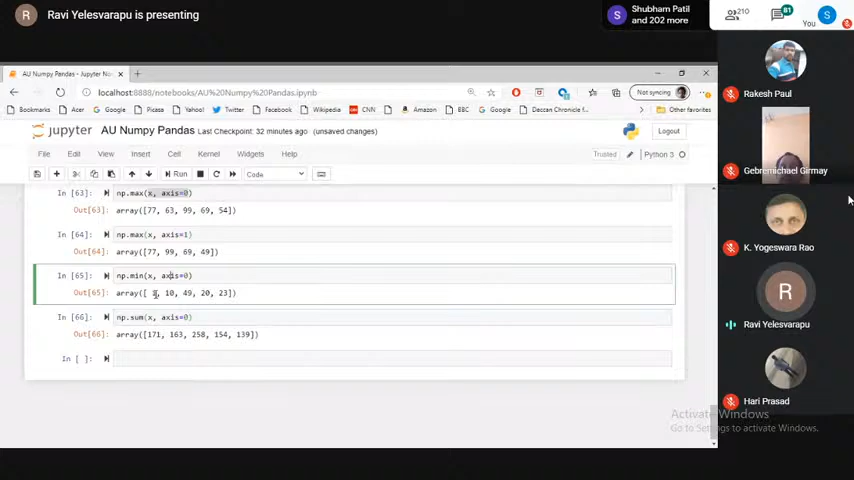 R Ravi Yelesvarapu is presenting
S Shubham Patil and 202 more
210
81
S
AU Numpy Pandas - Jupyter No
localhost:8888/notebooks/AU%20Numpy%20Pandas.ipynb
Not syncing
Bookmarks Acer Google Picasa Yahoo! Twitter Google Facebook Wikipedia CNN Amazon BBC Google Deccan Chronicle Other favorites
jupyter AU Numpy Pandas Last Checkpoint: 32 minutes ago (unsaved changes) Logout
File Edit View Insert Cell Kernel Widgets Help Trusted Python 3
Run Code
In [63]: np.max(x, axis=0)
Out[63]: array([77, 63, 99, 69, 54])
In [64]: np.max(x, axis=1)
Out[64]: array([77, 99, 69, 49])
In [65]: np.min(x, axis=0)
Out[65]: array([ 10, 49, 20, 23])
In [66]: np.sum(x, axis=0)
Out[66]: array([171, 163, 258, 154, 139])
In [ ]:
Rakesh Paul
Gebremichael Girmay
K. Yogeswara Rao
R
Ravi Yelesvarapu
Hari Prasad
Activate Windows
Go to Settings to activate Windows.